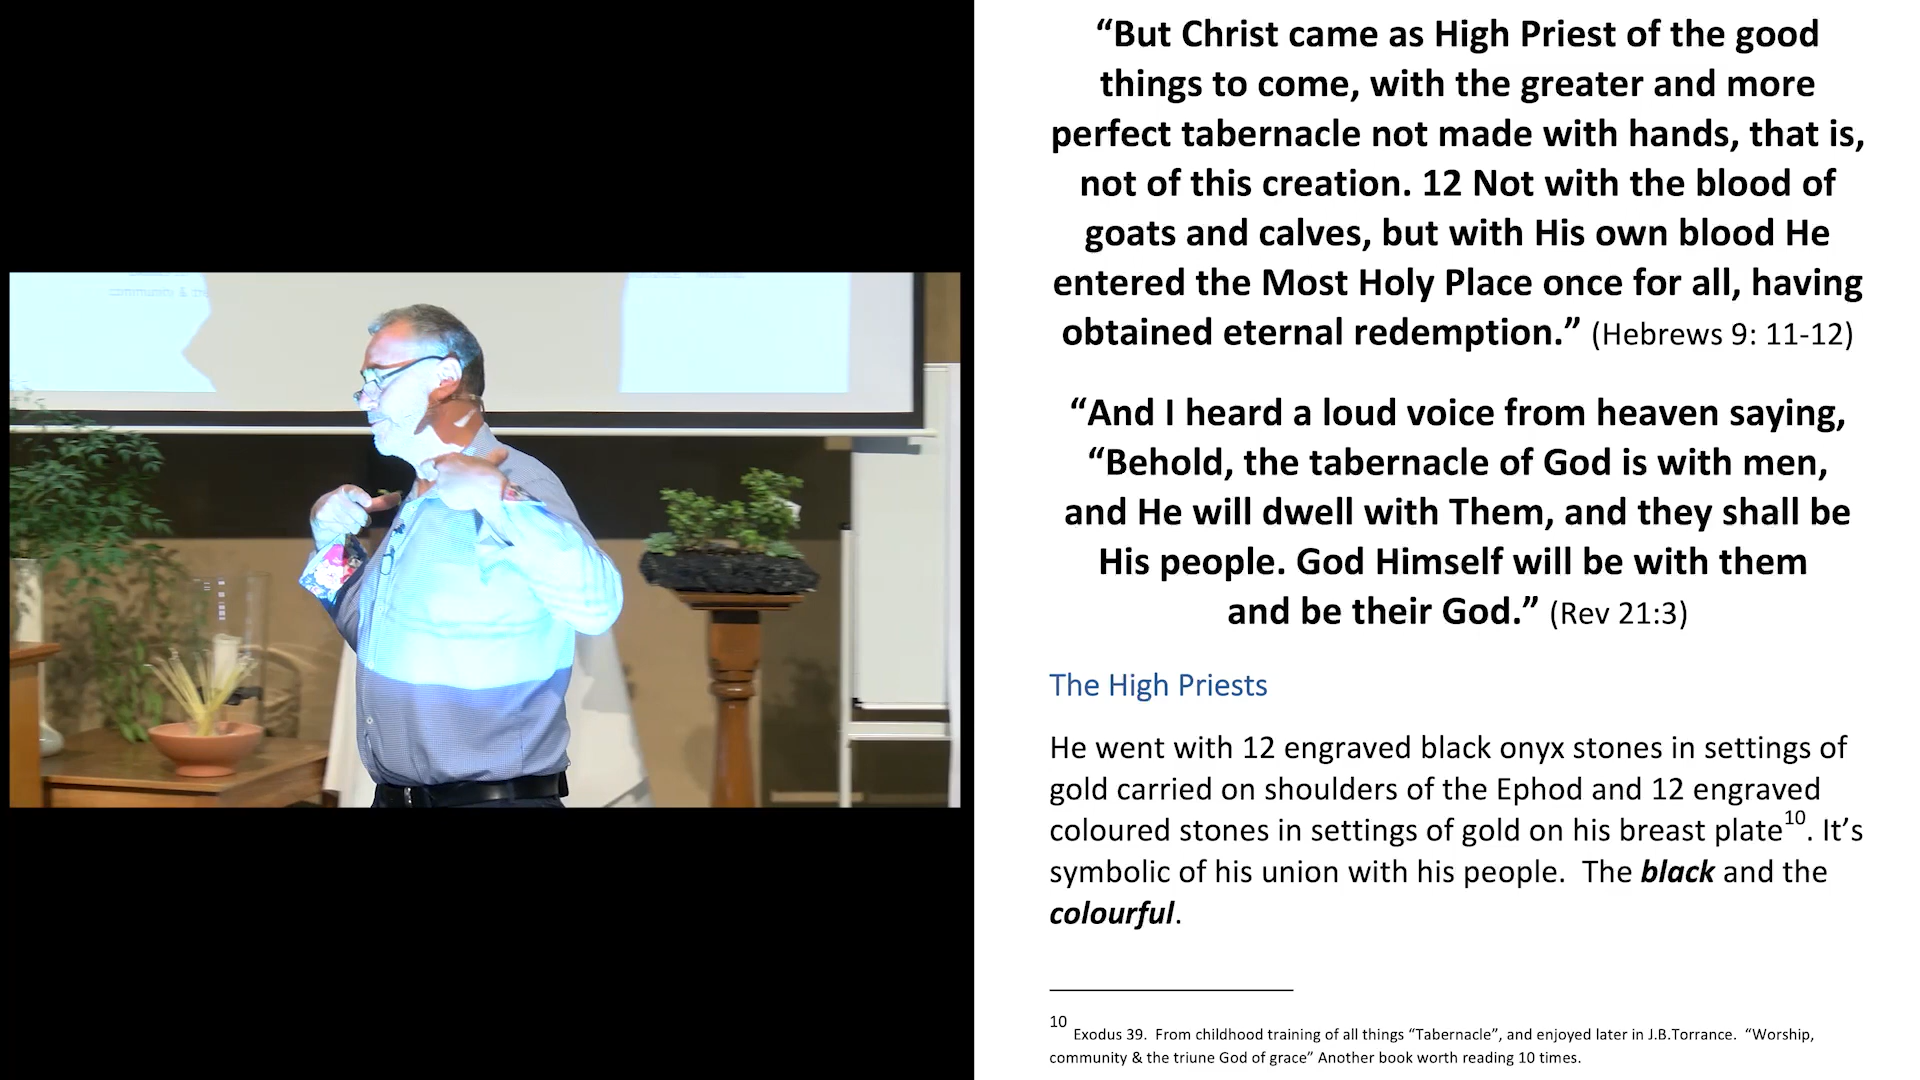 “But Christ came as High Priest of the good
things to come, with the greater and more
perfect tabernacle not made with hands, that is,
not of this creation. 12 Not with the blood of
goats and calves, but with His own blood He
entered the Most Holy Place once for all, having
obtained eternal redemption.” (Hebrews 9: 11-12)
“And I heard a loud voice from heaven saying,
“Behold, the tabernacle of God is with men,
and He will dwell with Them, and they shall be
His people. God Himself will be with them
and be their God.” (Rev 21:3)
The High Priests
He went with 12 engraved black onyx stones in settings of
gold carried on shoulders of the Ephod and 12 engraved
coloured stones in settings of gold on his breast plate10. It’s
symbolic of his union with his people.  The black and the
colourful.
10 Exodus 39.  From childhood training of all things “Tabernacle”, and enjoyed later in J.B.Torrance.  “Worship,
community & the triune God of grace” Another book worth reading 10 times.
community & the